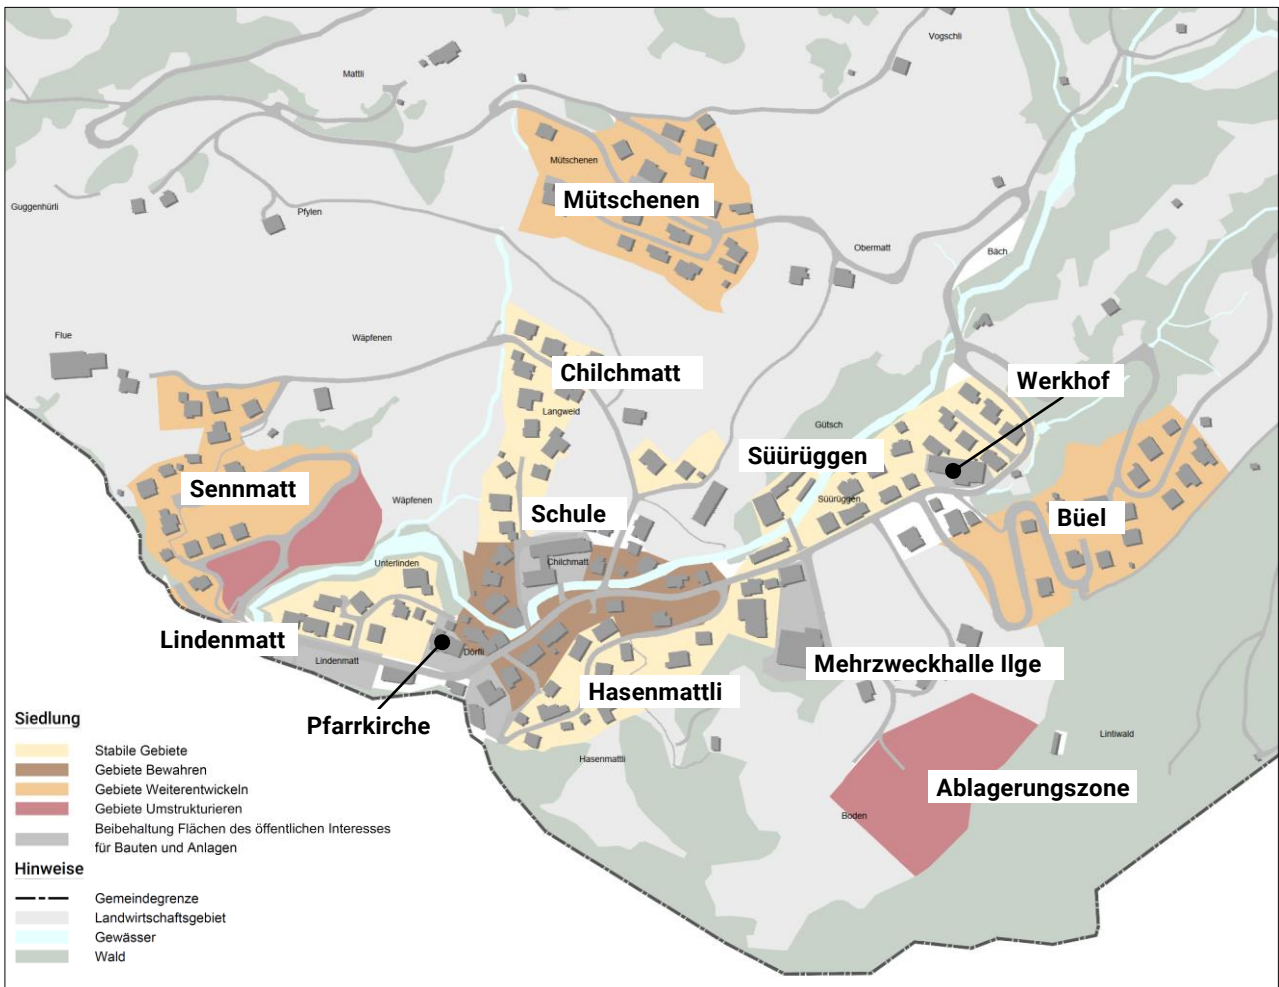 Vogschli
Mattli
Mütschenen
Mütschenen
Guggenhürli
Pfylen
Obermatt
Bäch
Flue
Wäpfenen
Chilchmatt
Werkhof
Langweid
Gütsch
Süürüggen
Sennmatt
Wäpfenen
Süürüggen
Schule
Büel
Unterlinden
Chilchmatt
Lindenmatt
Dörfli
Lindenmatt
Mehrzweckhalle Ilge
Hasenmattli
Pfarrkirche
Lintiwald
Hasenmattli
Ablagerungszone
Boden
Siedlung
Stabile Gebiete
Gebiete Bewahren
Gebiete Weiterentwickeln
Gebiete Umstrukturieren
Beibehaltung Flächen des öffentlichen Interesses
für Bauten und Anlagen
Hinweise
Gemeindegrenze
Landwirtschaftsgebiet
Gewässer
Wald